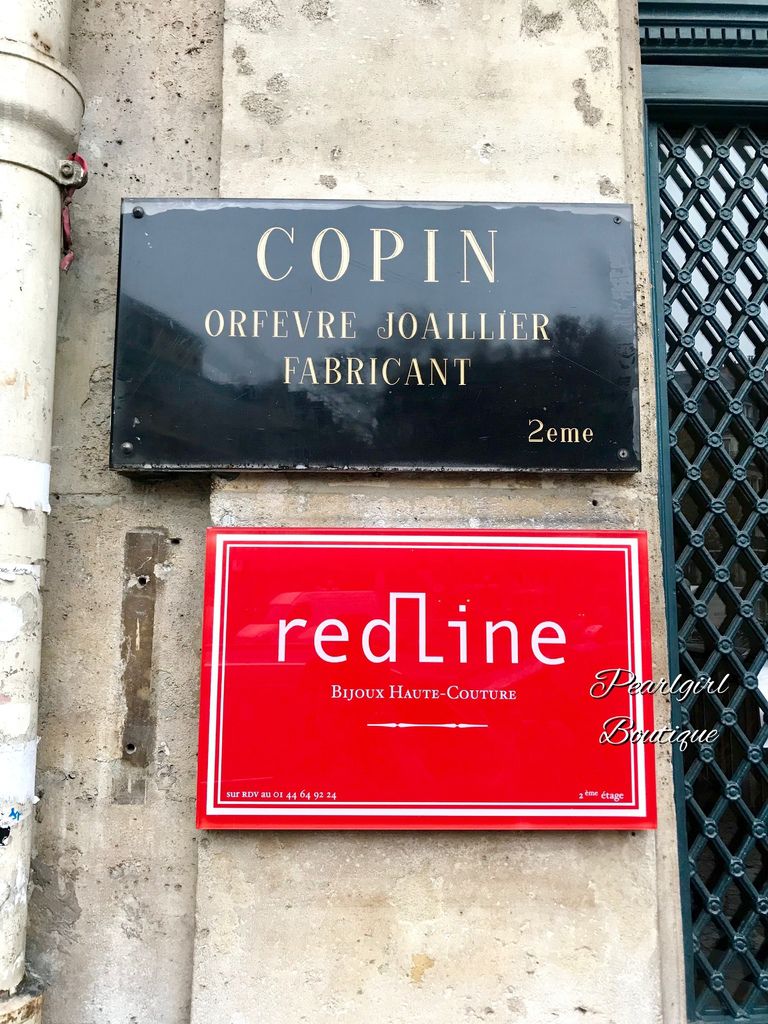 COPIN
ORFEVRE JOAILLIER
FABRICANT
2eme
redline
BIJOUX HAUTE-COUTURE
sur RDV au 01 44 64 92 24
2ème étage
Pearlgirl
Boutique